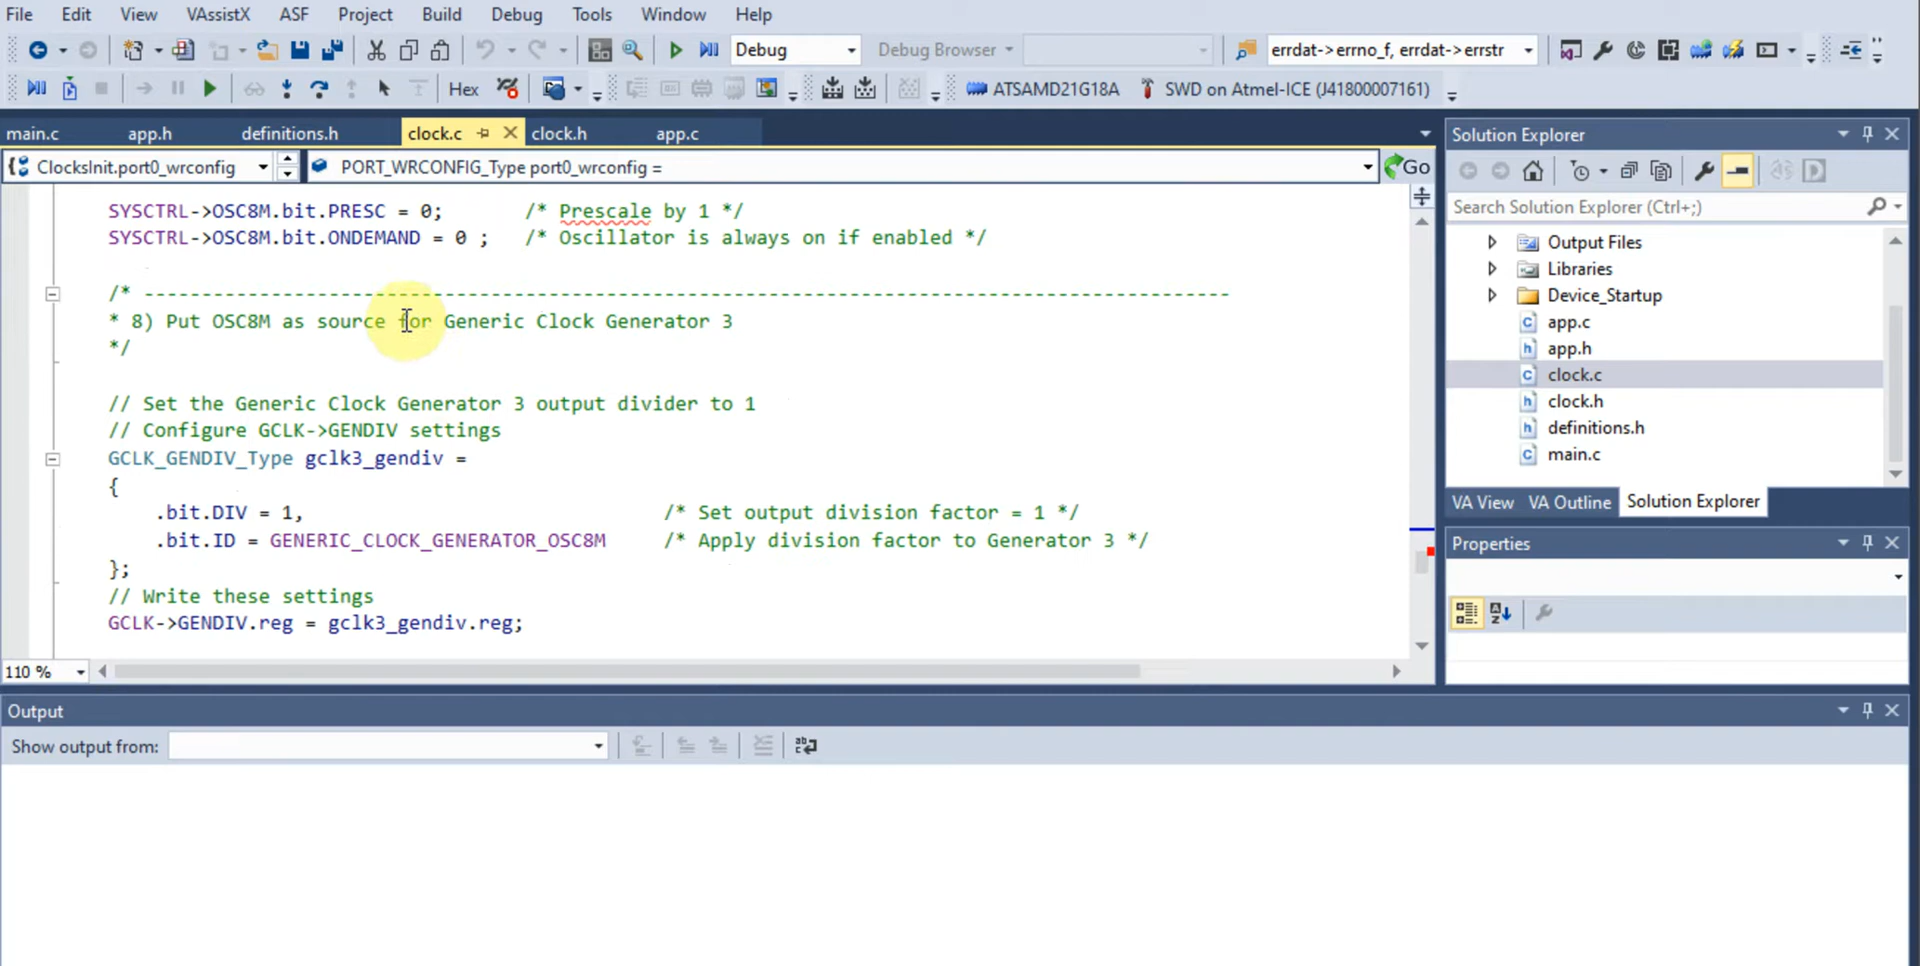 File Edit View VAssistX ASF Project Build Debug Tools Window Help
Debug Debug Browser errdat->errno_f, errdat->errstr
Hex ATSAMD21G18A SWD on Atmel-ICE (J41800007161)
main.c app.h definitions.h clock.c clock.h app.c
ClocksInit.port0_wrconfig PORT_WRCONFIG_Type port0_wrconfig = Go
SYSCTRL->OSC8M.bit.PRESC = 0; /* Prescale by 1 */
SYSCTRL->OSC8M.bit.ONDEMAND = 0 ; /* Oscillator is always on if enabled */
/* ----------------------------------------------------------------------------------------------
* 8) Put OSC8M as source for Generic Clock Generator 3
*/
// Set the Generic Clock Generator 3 output divider to 1
// Configure GCLK->GENDIV settings
GCLK_GENDIV_Type gclk3_gendiv =
{
.bit.DIV = 1, /* Set output division factor = 1 */
.bit.ID = GENERIC_CLOCK_GENERATOR_OSC8M /* Apply division factor to Generator 3 */
};
// Write these settings
GCLK->GENDIV.reg = gclk3_gendiv.reg;
110 %
Solution Explorer
Search Solution Explorer (Ctrl+;)
Output Files
Libraries
Device_Startup
app.c
app.h
clock.c
clock.h
definitions.h
main.c
VA View VA Outline Solution Explorer
Properties
Output
Show output from: